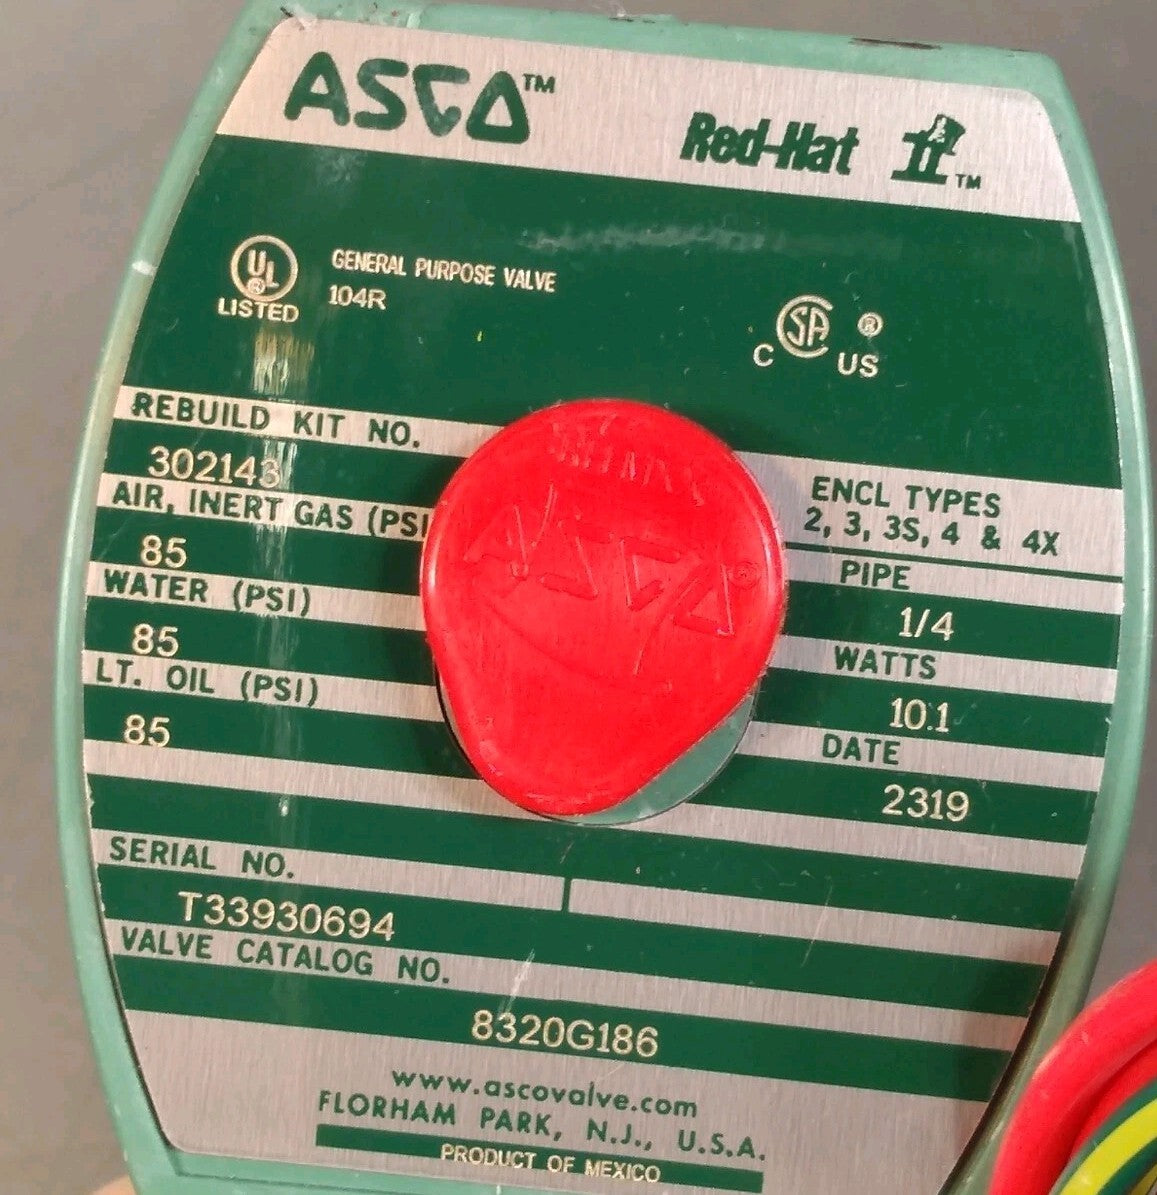 ASCO™
Red-Hat II™
UL®
LISTED
GENERAL PURPOSE VALVE
104R
C SA® US
REBUILD KIT NO.
302143
AIR, INERT GAS (PSI
85
WATER (PSI)
85
LT. OIL (PSI)
85
ASCO®
ENCL TYPES
2, 3, 3S, 4 & 4X
PIPE
1/4
WATTS
10.1
DATE
2319
SERIAL NO.
T33930694
VALVE CATALOG NO.
8320G186
www.ascovalve.com
FLORHAM PARK, N.J., U.S.A.
PRODUCT OF MEXICO